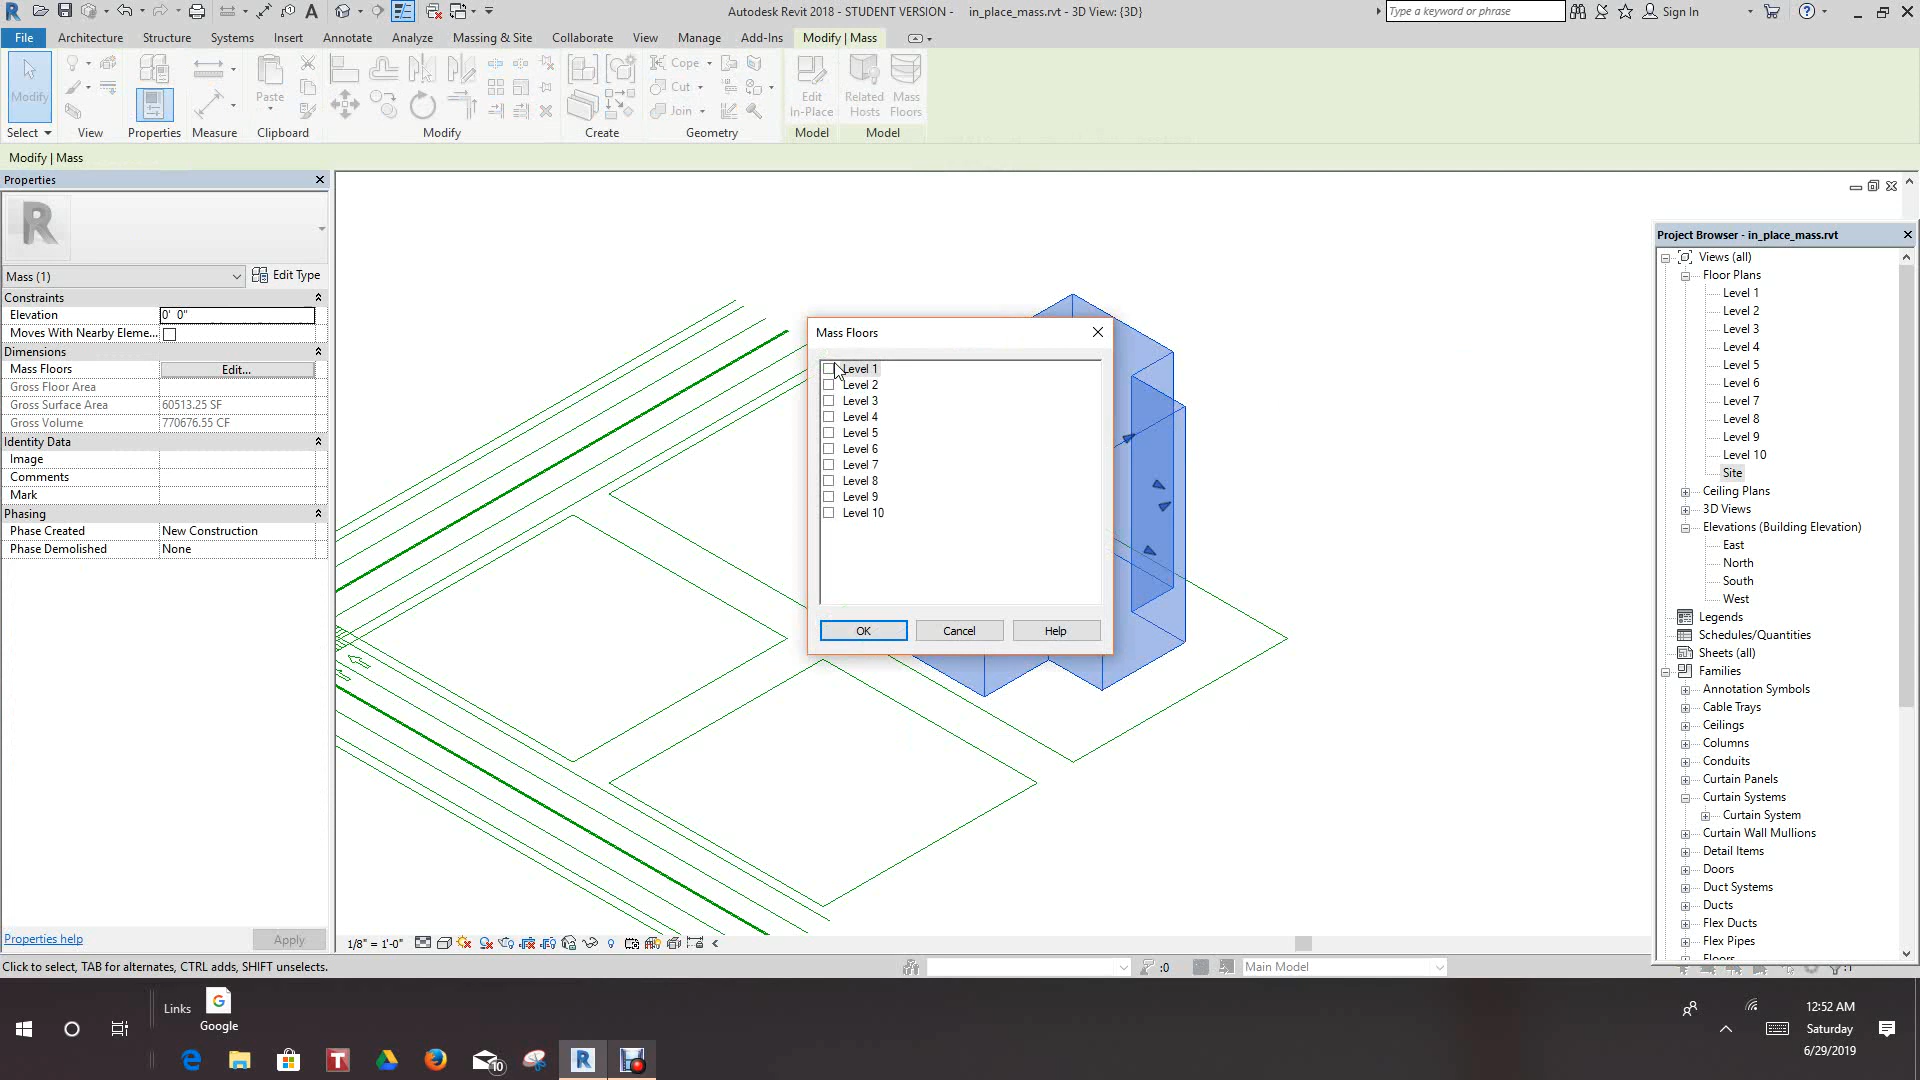 Autodesk Revit 2018 - STUDENT VERSION - in_place_mass.rvt - 3D View: {3D}
Type a keyword or phrase
Sign In
File Architecture Structure Systems Insert Annotate Analyze Massing & Site Collaborate View Manage Add-Ins Modify | Mass
Modify
Paste
Cope
Cut
Join
Edit In-Place
Related Hosts
Mass Floors
Select View Properties Measure Clipboard Modify Create Geometry Model Model
Modify | Mass
Properties
Mass (1)
Edit Type
Constraints
Elevation 0' 0"
Moves With Nearby Eleme...
Dimensions
Mass Floors Edit...
Gross Floor Area
Gross Surface Area 60513.25 SF
Gross Volume 770676.55 CF
Identity Data
Image
Comments
Mark
Phasing
Phase Created New Construction
Phase Demolished None
Properties help
Apply
Mass Floors
Level 1
Level 2
Level 3
Level 4
Level 5
Level 6
Level 7
Level 8
Level 9
Level 10
OK Cancel Help
Project Browser - in_place_mass.rvt
Views (all)
Floor Plans
Level 1
Level 2
Level 3
Level 4
Level 5
Level 6
Level 7
Level 8
Level 9
Level 10
Site
Ceiling Plans
3D Views
Elevations (Building Elevation)
East
North
South
West
Legends
Schedules/Quantities
Sheets (all)
Families
Annotation Symbols
Cable Trays
Ceilings
Columns
Conduits
Curtain Panels
Curtain Systems
Curtain System
Curtain Wall Mullions
Detail Items
Doors
Duct Systems
Ducts
Flex Ducts
Flex Pipes
Floors
1/8" = 1'-0"
Click to select, TAB for alternates, CTRL adds, SHIFT unselects.
:0
Main Model
:1
Links
Google
10
12:52 AM
Saturday
6/29/2019